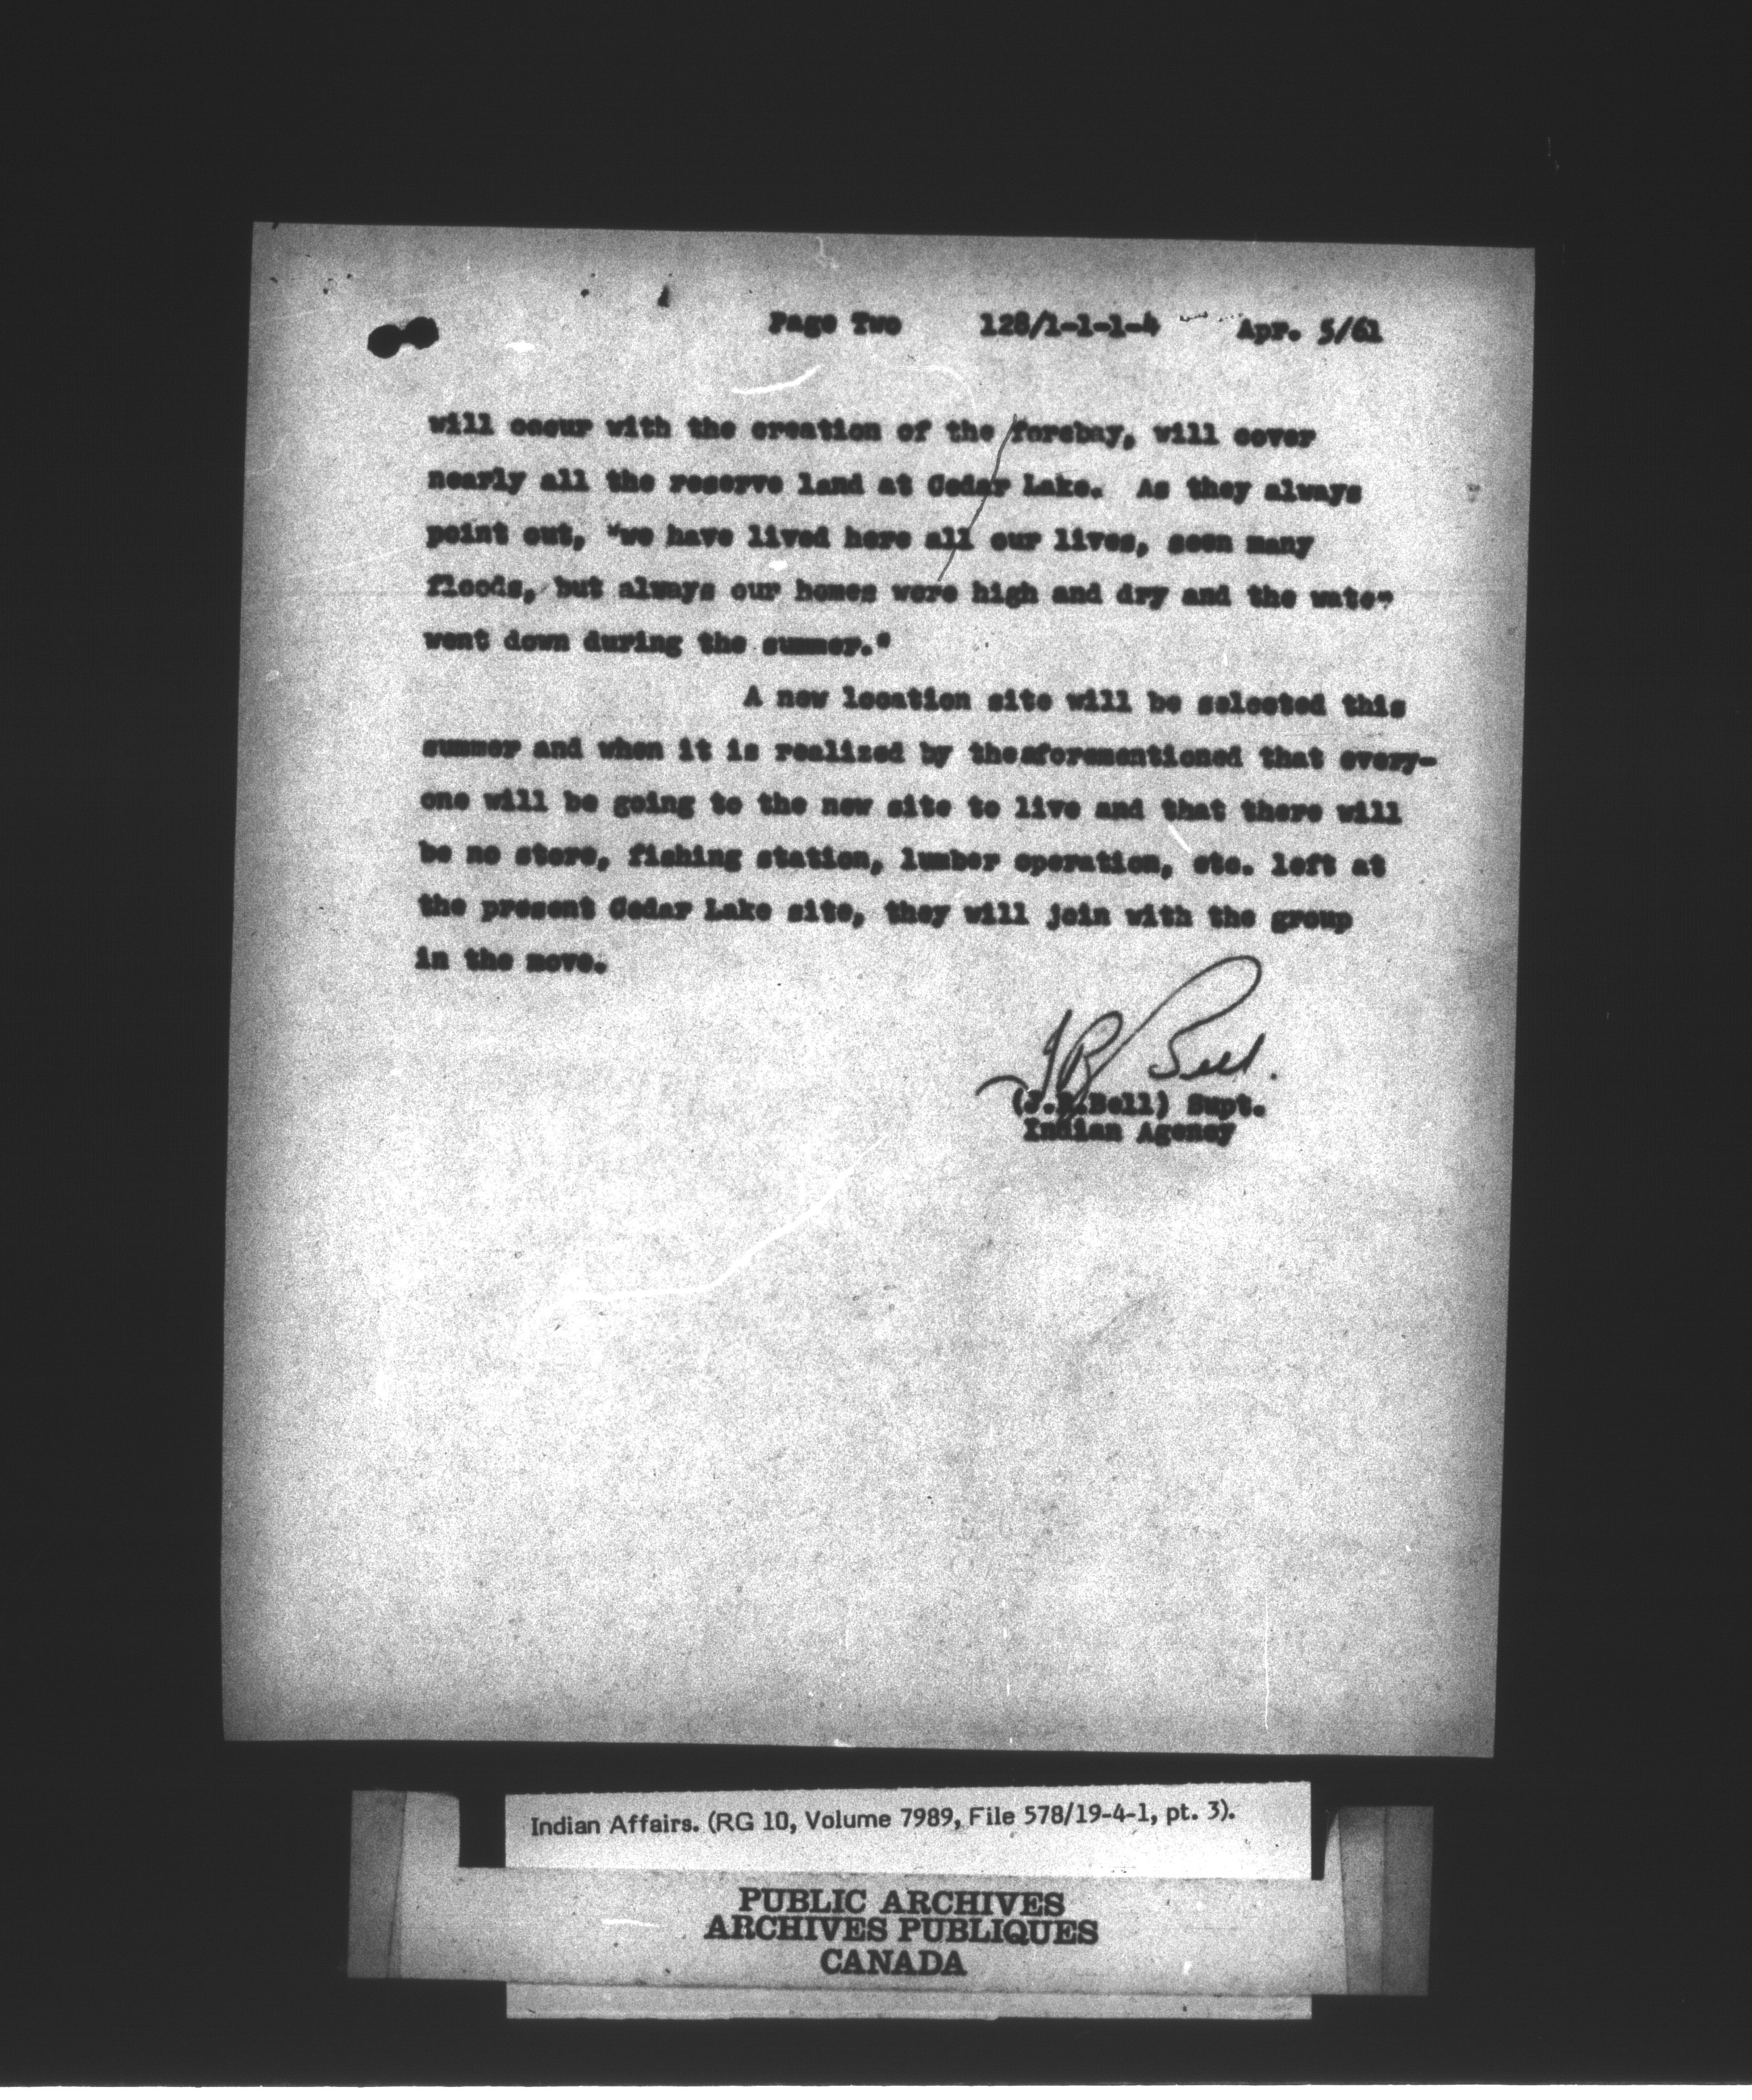 Page Two 128/1-1-1-4 Apr. 5/61
will occur with the creation of the forebay, will cover
nearly all the reserve land at Cedar Lake. As they always
point out, "we have lived here all our lives, seen many
floods, but always our homes were high and dry and the water
went down during the summer."
A new location site will be selected this
summer and when it is realized by theaforementioned that every-
one will be going to the new site to live and that there will
be no store, fishing station, lumber operation, etc. left at
the present Cedar Lake site, they will join with the group
in the move.
J R Bell.
(J.R.Bell) Supt.
Indian Agency
Indian Affairs. (RG 10, Volume 7989, File 578/19-4-1, pt. 3).
PUBLIC ARCHIVES
ARCHIVES PUBLIQUES
CANADA